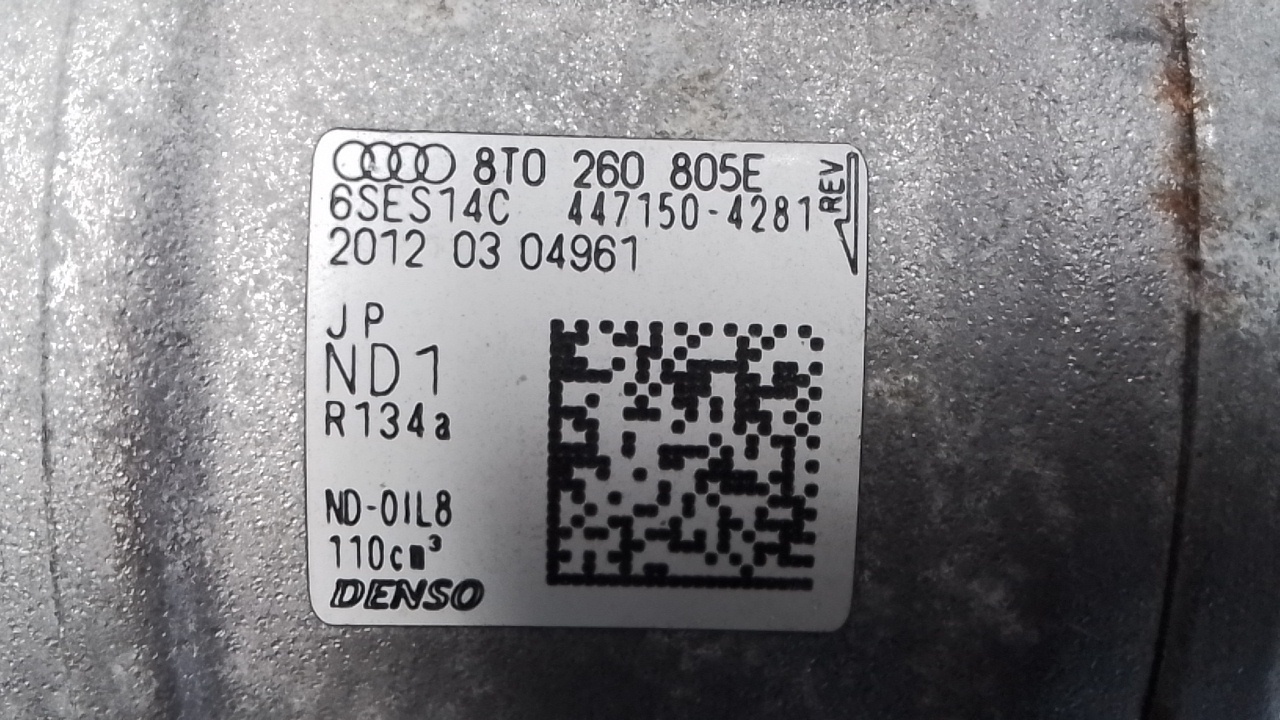 8T0 260 805E
REV
6SES14C 447150-4281
2012 03 04961
JP
ND1
R134a
ND-OIL8
110cm³
DENSO